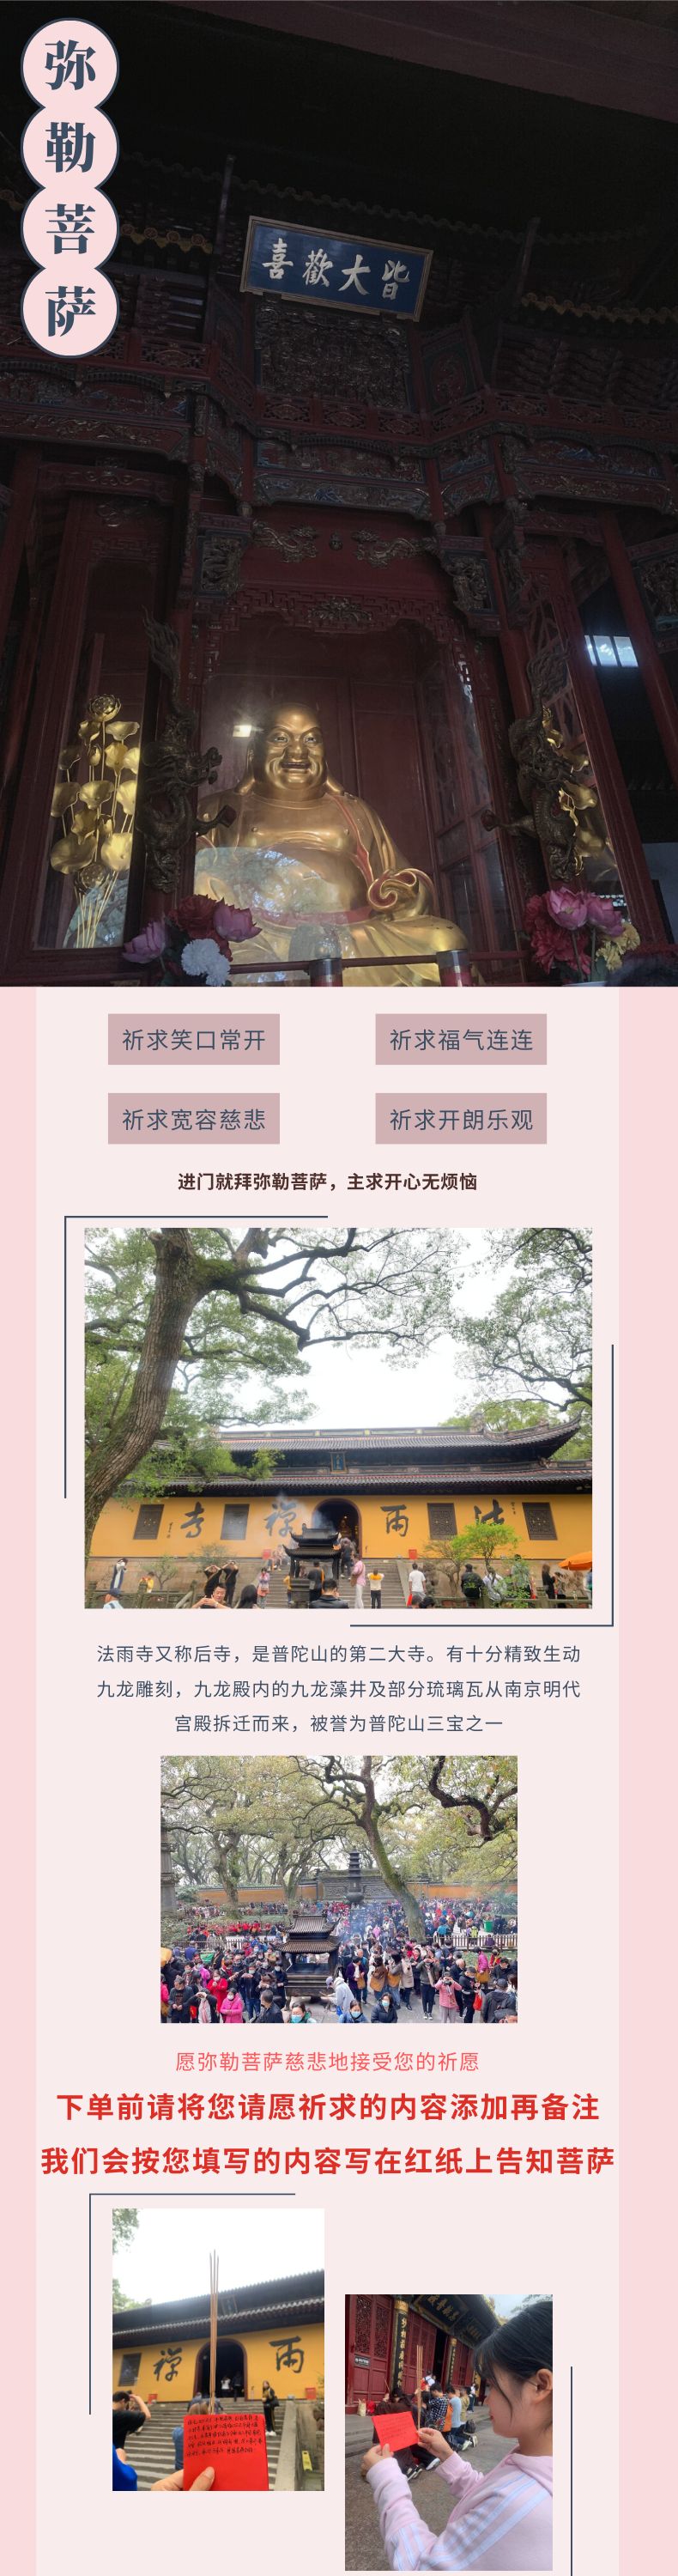 弥
勒
菩
萨
喜歡大皆
祈求笑口常开
祈求福气连连
祈求宽容慈悲
祈求开朗乐观
进门就拜弥勒菩萨，主求开心无烦恼
寺禪雨法
法雨寺又称后寺，是普陀山的第二大寺。有十分精致生动
九龙雕刻，九龙殿内的九龙藻井及部分琉璃瓦从南京明代
宫殿拆迁而来，被誉为普陀山三宝之一
愿弥勒菩萨慈悲地接受您的祈愿
下单前请将您请愿祈求的内容添加再备注
我们会按您填写的内容写在红纸上告知菩萨
禪雨